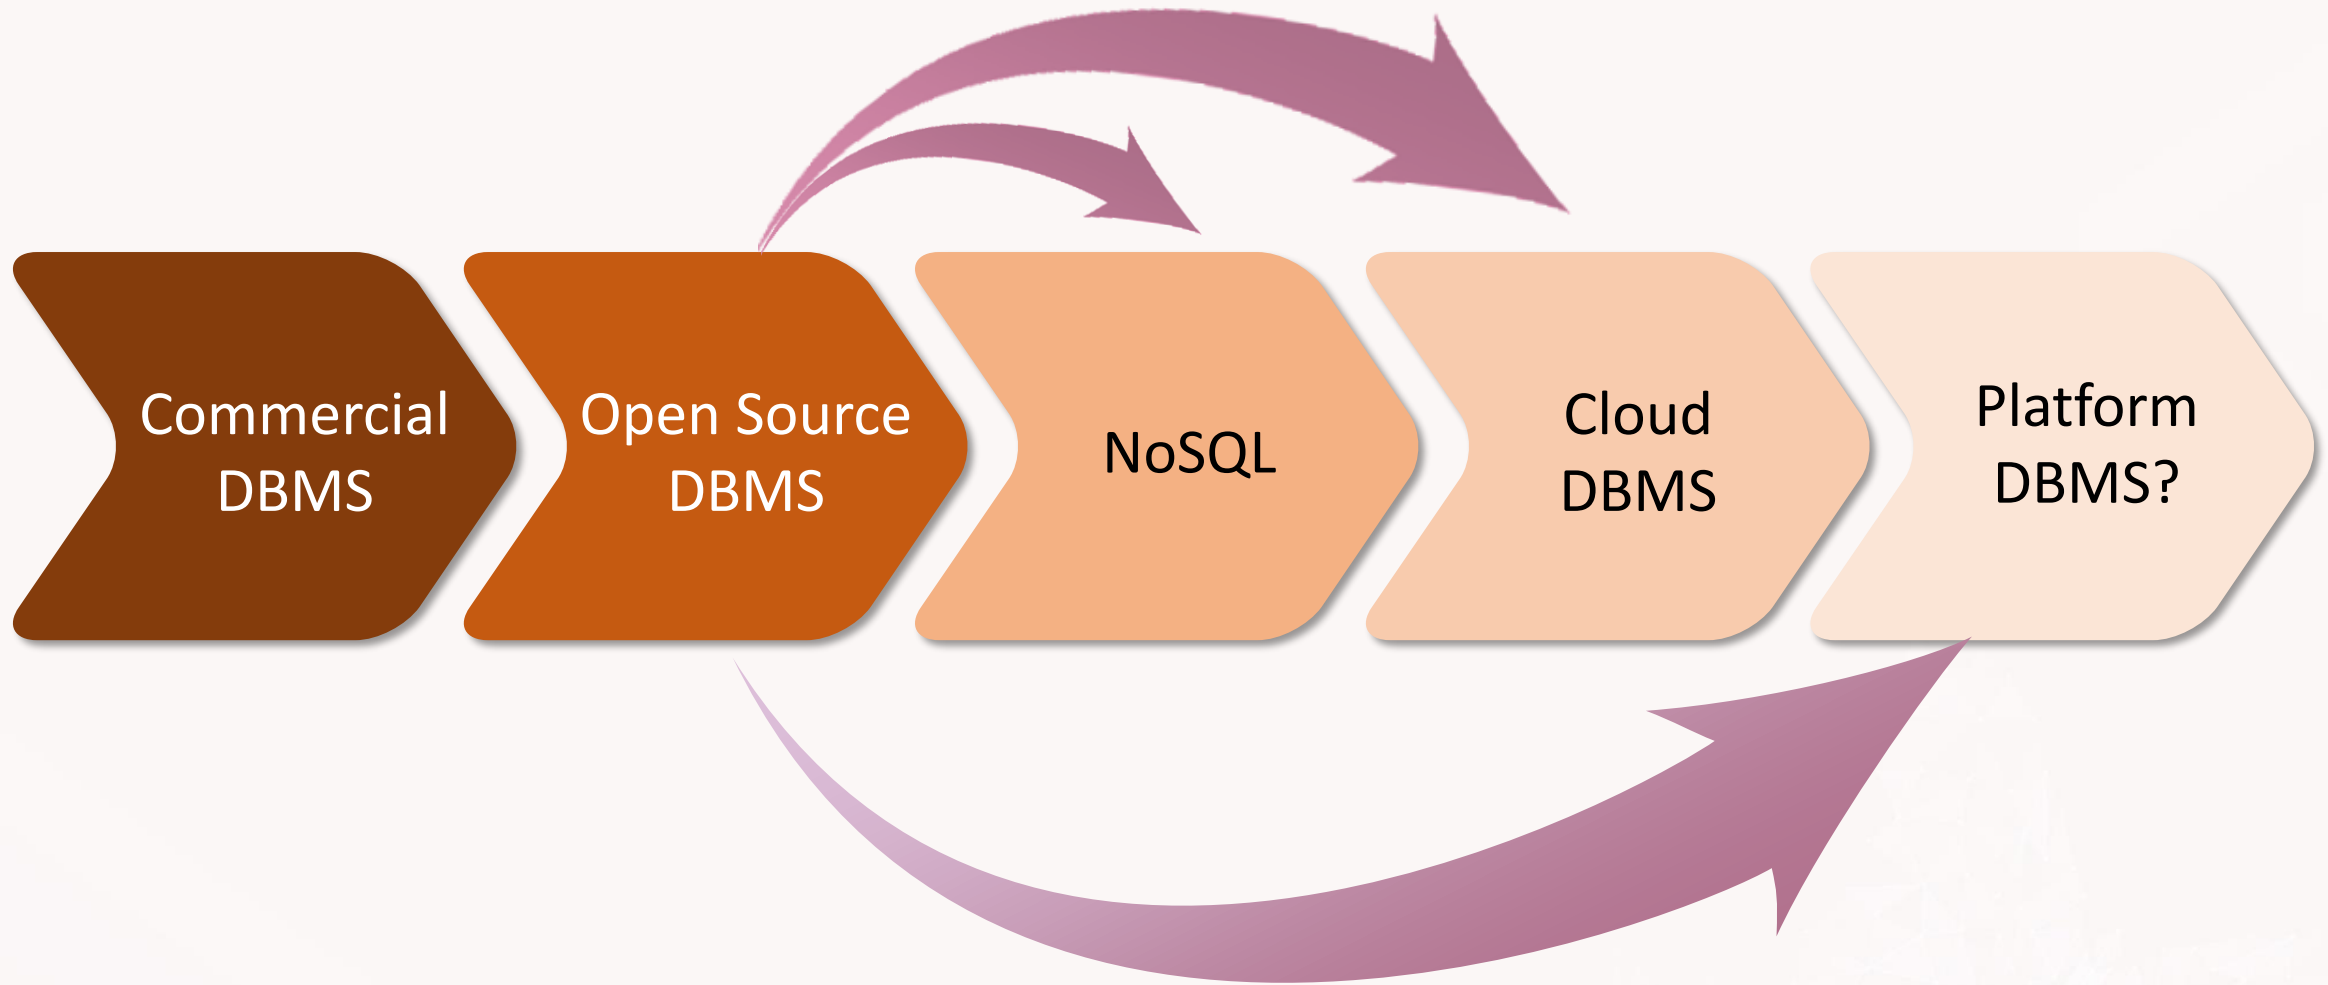 Commercial
DBMS
Open Source
DBMS
NoSQL
Cloud
DBMS
Platform
DBMS?